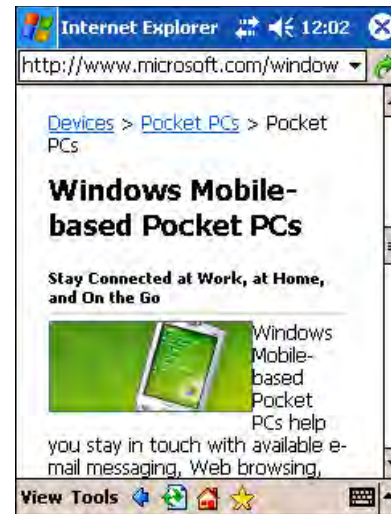 Internet Explorer 12:02
http://www.microsoft.com/window
Devices > Pocket PCs > Pocket
PCs
Windows Mobile-
based Pocket PCs
Stay Connected at Work, at Home,
and On the Go
Windows
Mobile-
based
Pocket
PCs help
you stay in touch with available e-
mail messaging, Web browsing,
View Tools